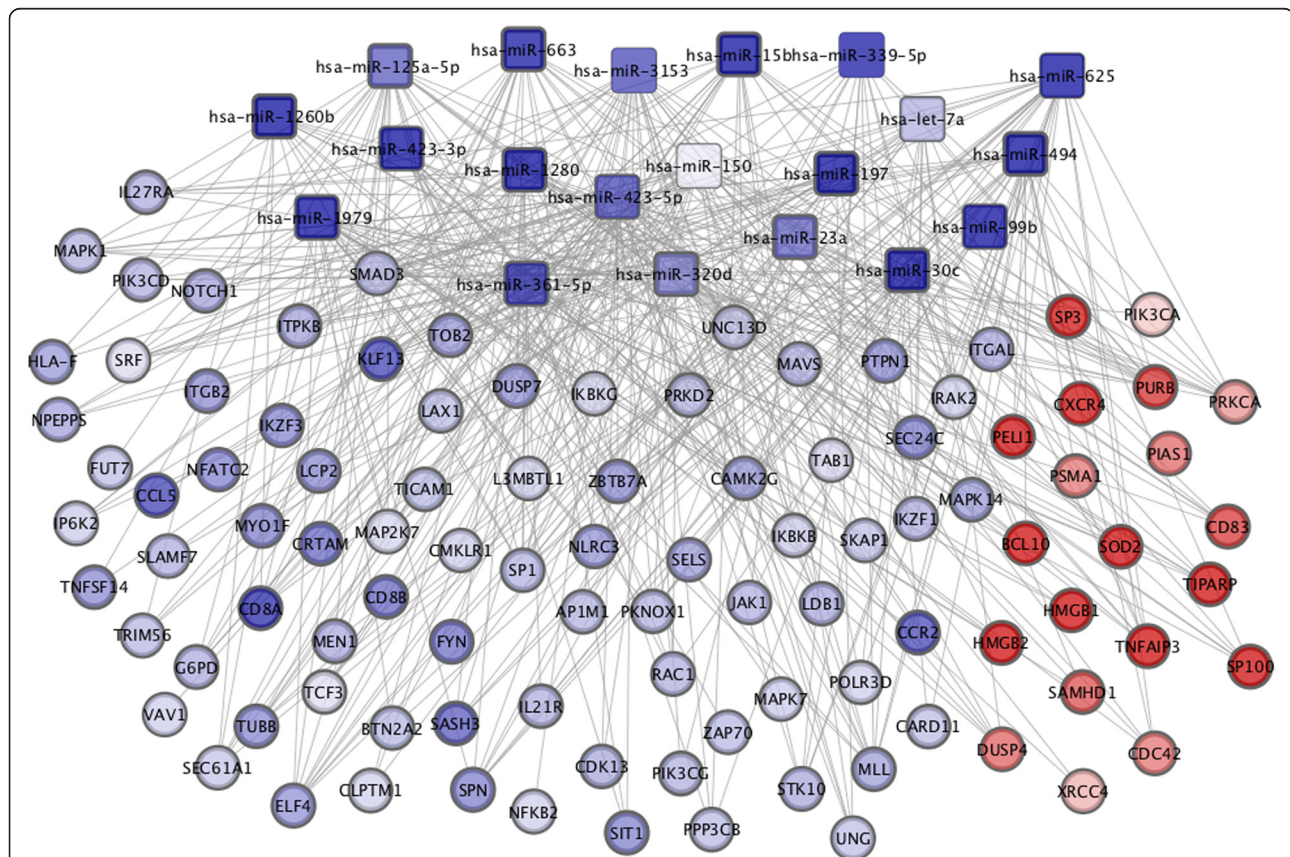 hsa-miR-663
hsa-miR-15b
hsa-miR-339-5p
hsa-miR-125a-5p
hsa-miR-3153
hsa-miR-625
hsa-miR-1260b
hsa-let-7a
hsa-miR-423-3p
hsa-miR-494
hsa-miR-1280
hsa-miR-150
hsa-miR-197
IL27RA
hsa-miR-423-5p
hsa-miR-1979
hsa-miR-99b
hsa-miR-23a
MAPK1
hsa-miR-30c
PIK3CD
SMAD3
hsa-miR-320d
NOTCH1
hsa-miR-361-5p
SP3
PIK3CA
ITPKB
UNC13D
TOB2
ITGAL
HLA-F
SRF
KLF13
MAVS
PTPN1
DUSP7
PURB
ITGB2
IKBKG
PRKD2
IRAK2
CXCR4
PRKCA
LAX1
NPEPPS
IKZF3
SEC24C
PELI1
PIAS1
TAB1
FUT7
NFATC2
LCP2
PSMA1
L3MBTL1
ZBTB7A
CAMK2G
TICAM1
CCL5
MAPK14
IP6K2
MYO1F
IKZF1
CD83
MAP2K7
IKBKB
SKAP1
CRTAM
BCL10
SOD2
NLRC3
CMKLR1
SLAMF7
SELS
SP1
TNFSF14
TIPARP
CD8B
JAK1
LDB1
CD8A
AP1M1
PKNOX1
HMGB1
CCR2
TRIM56
MEN1
FYN
HMGB2
TNFAIP3
G6PD
SP100
RAC1
POLR3D
TCF3
SAMHD1
MAPK7
IL21R
VAV1
TUBB
BTN2A2
SASH3
CARD11
ZAP70
DUSP4
CDC42
SEC61A1
CDK13
PIK3CG
MLL
CLPTM1
SPN
STK10
XRCC4
ELF4
NFKB2
SIT1
PPP3CB
UNG